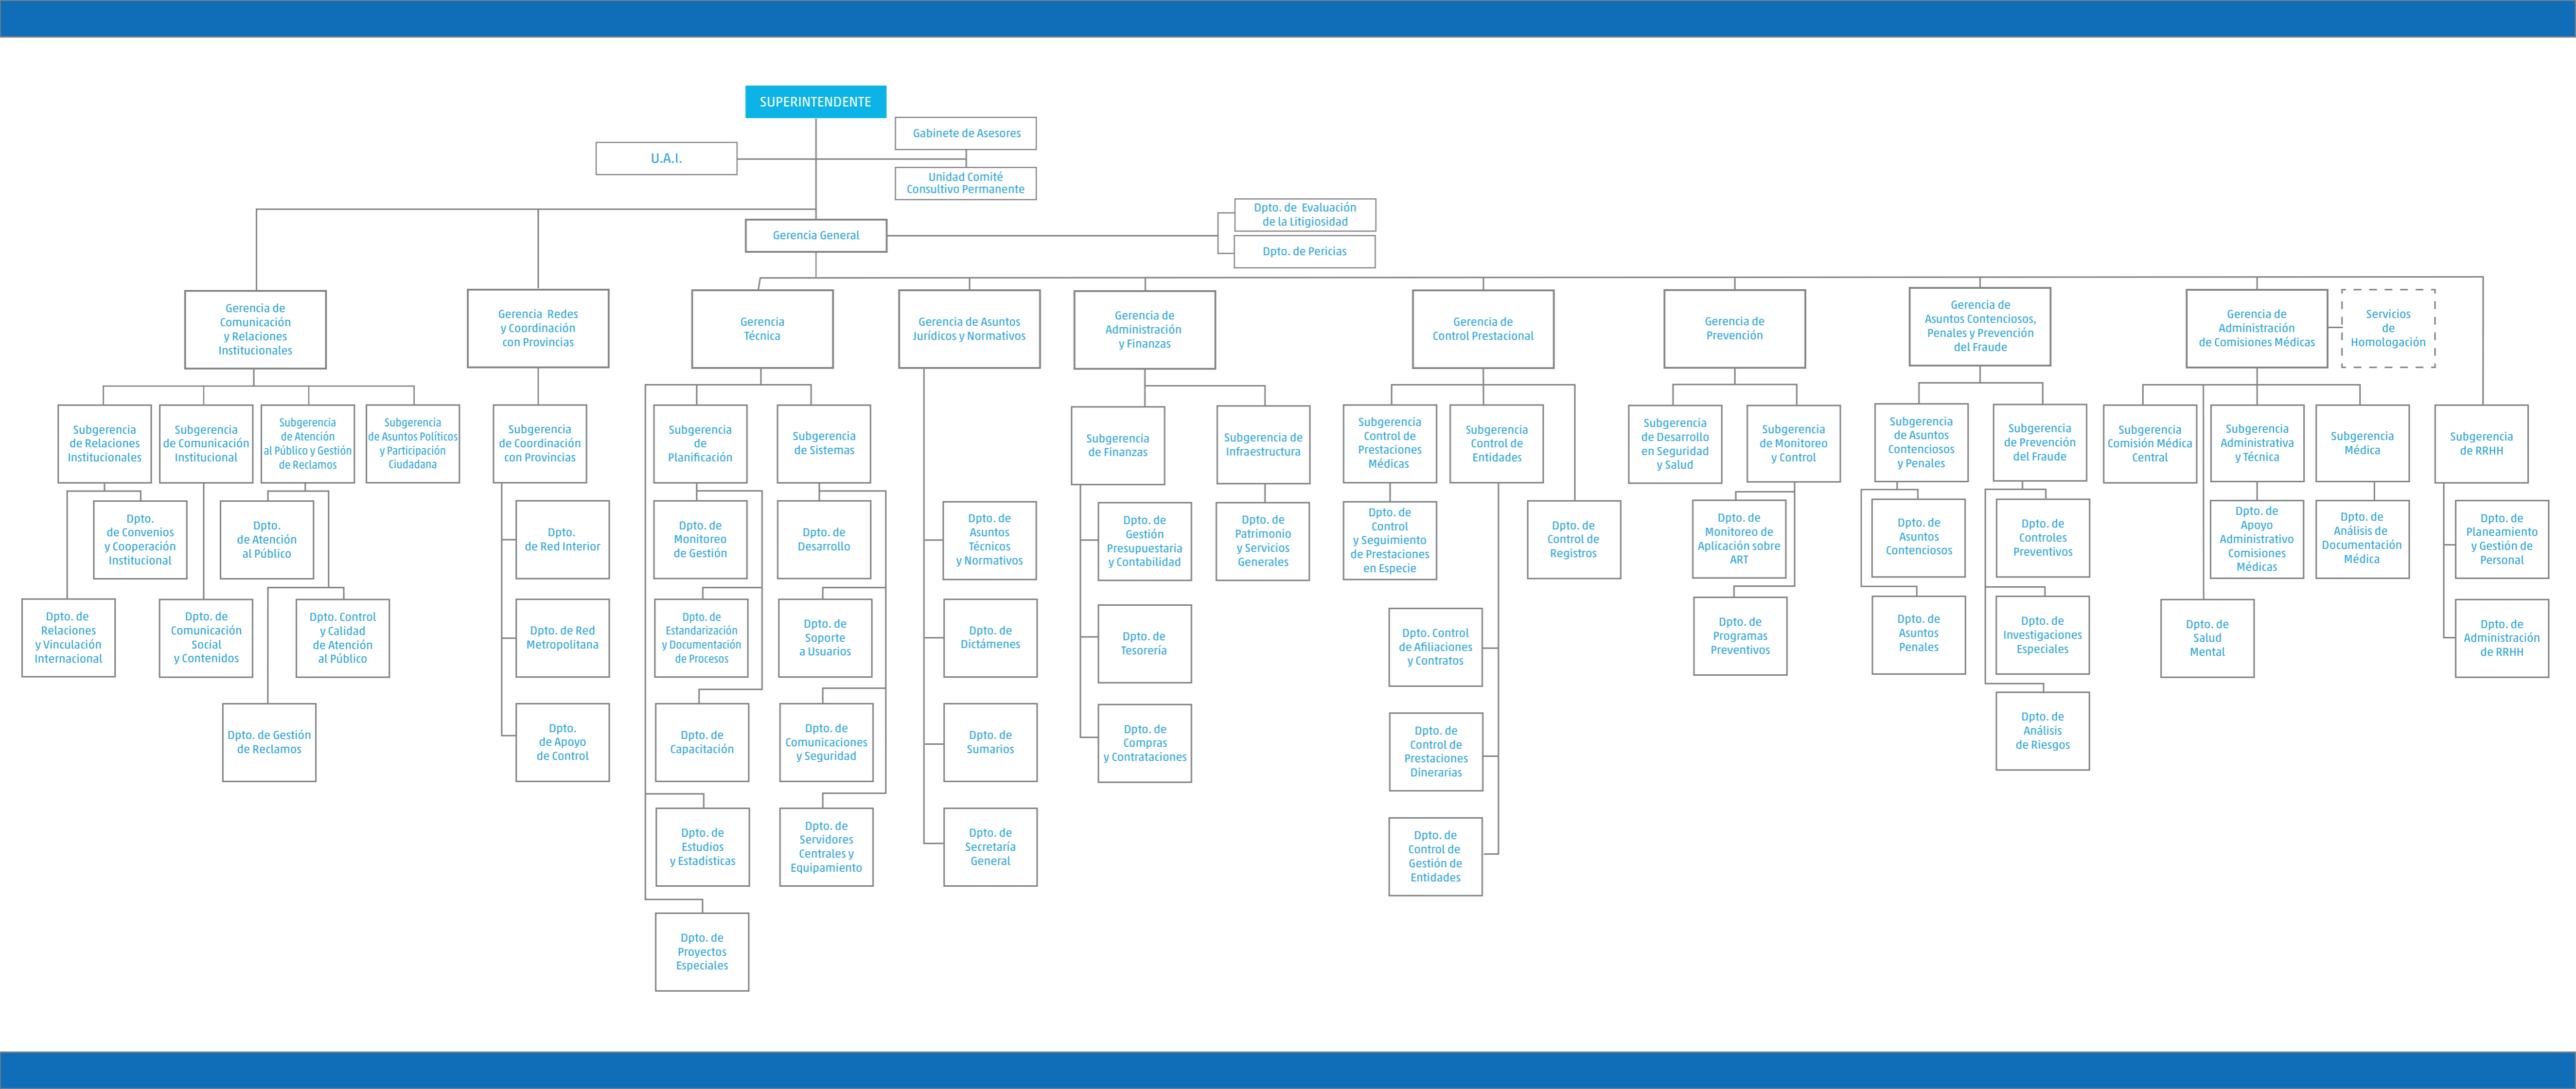 SUPERINTENDENTE
Gabinete de Asesores
U.A.I.
Unidad Comité
Consultivo Permanente
Dpto. de Evaluación
de la Litigiosidad
Gerencia General
Dpto. de Pericias
Gerencia de
Comunicación
y Relaciones
Institucionales
Gerencia Redes
y Coordinación
con Provincias
Gerencia
Técnica
Gerencia de Asuntos
Jurídicos y Normativos
Gerencia de
Administración
y Finanzas
Gerencia de
Control Prestacional
Gerencia de
Prevención
Gerencia de
Asuntos Contenciosos,
Penales y Prevención
del Fraude
Gerencia de
Administración
de Comisiones Médicas
Servicios
de
Homologación
Subgerencia
de Relaciones
Institucionales
Subgerencia
de Comunicación
Institucional
Subgerencia
de Atención
al Público y Gestión
de Reclamos
Subgerencia
de Asuntos Políticos
y Participación
Ciudadana
Subgerencia
de Coordinación
con Provincias
Subgerencia
de
Planificación
Subgerencia
de Sistemas
Subgerencia
de Finanzas
Subgerencia de
Infraestructura
Subgerencia
Control de
Prestaciones
Médicas
Subgerencia
Control de
Entidades
Subgerencia
de Desarrollo
en Seguridad
y Salud
Subgerencia
de Monitoreo
y Control
Subgerencia
de Asuntos
Contenciosos
y Penales
Subgerencia
de Prevención
del Fraude
Subgerencia
Comisión Médica
Central
Subgerencia
Administrativa
y Técnica
Subgerencia
Médica
Subgerencia
de RRHH
Dpto.
de Convenios
y Cooperación
Institucional
Dpto.
de Atención
al Público
Dpto.
de Red Interior
Dpto. de
Monitoreo
de Gestión
Dpto. de
Desarrollo
Dpto. de
Asuntos
Técnicos
y Normativos
Dpto. de
Gestión
Presupuestaria
y Contabilidad
Dpto. de
Patrimonio
y Servicios
Generales
Dpto. de
Control
y Seguimiento
de Prestaciones
en Especie
Dpto. de
Control de
Registros
Dpto. de
Monitoreo de
Aplicación sobre
ART
Dpto. de
Asuntos
Contenciosos
Dpto. de
Controles
Preventivos
Dpto. de
Apoyo
Administrativo
Comisiones
Médicas
Dpto. de
Análisis de
Documentación
Médica
Dpto. de
Planeamiento
y Gestión de
Personal
Dpto. de
Relaciones
y Vinculación
Internacional
Dpto. de
Comunicación
Social
y Contenidos
Dpto. Control
y Calidad
de Atención
al Público
Dpto. de Red
Metropolitana
Dpto. de
Estandarización
y Documentación
de Procesos
Dpto. de
Soporte
a Usuarios
Dpto. de
Dictámenes
Dpto. de
Tesorería
Dpto. Control
de Afiliaciones
y Contratos
Dpto. de
Programas
Preventivos
Dpto. de
Asuntos
Penales
Dpto. de
Investigaciones
Especiales
Dpto. de
Salud
Mental
Dpto. de
Administración
de RRHH
Dpto. de Gestión
de Reclamos
Dpto.
de Apoyo
de Control
Dpto. de
Capacitación
Dpto. de
Comunicaciones
y Seguridad
Dpto. de
Sumarios
Dpto. de
Compras
y Contrataciones
Dpto. de
Control de
Prestaciones
Dinerarias
Dpto. de
Análisis
de Riesgos
Dpto. de
Estudios
y Estadísticas
Dpto. de
Servidores
Centrales y
Equipamiento
Dpto. de
Secretaría
General
Dpto. de
Control de
Gestión de
Entidades
Dpto. de
Proyectos
Especiales